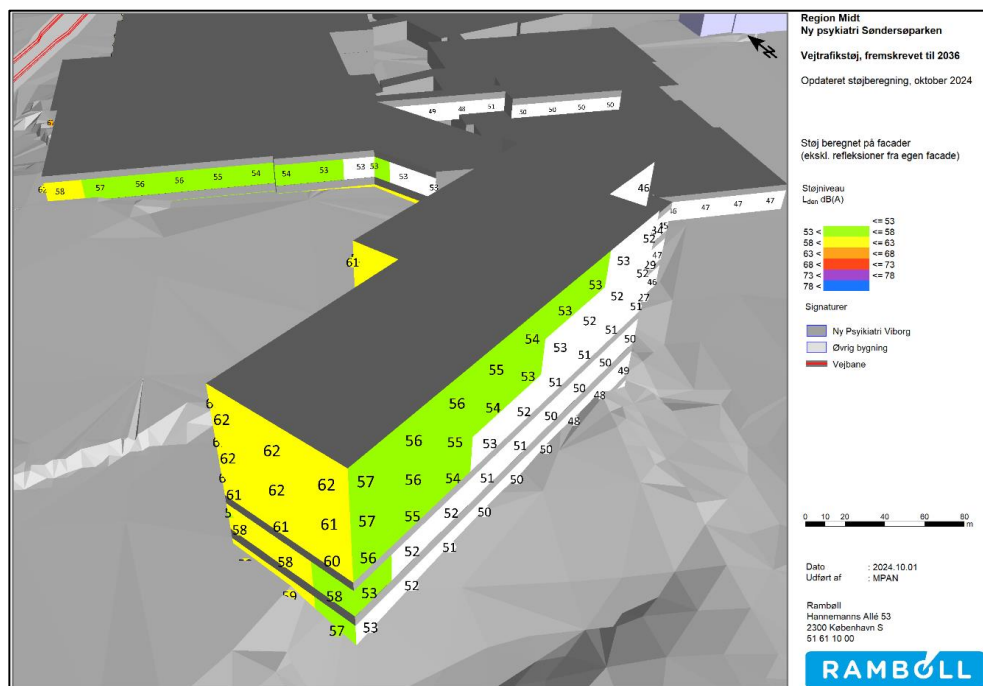 Region Midt
Ny psykiatri Søndersøparken
Vejtrafikstøj, fremskrevet til 2036
Opdateret støjberegning, oktober 2024
Støj beregnet på facader
(ekskl. refleksioner fra egen facade)
Støjniveau
Lden dB(A)
<= 53
53 < <= 58
58 < <= 63
63 < <= 68
68 < <= 73
73 < <= 78
78 <
Signaturer
Ny Psykiatri Viborg
Øvrig bygning
Vejbane
0 10 20 40 60 80
m
Dato : 2024.10.01
Udført af : MPAN
Rambøll
Hannemanns Allé 53
2300 København S
51 61 10 00
RAMBOLL
N
49 48 51 50 50 50 50
58 57 56 56 55 54 54 53 53 53 53 53
46
46 47 47 47
61
62 62 62
62 62 61
61 61 60
58 58 58
59 57
57 56 56 55 54 53 53 53 52
57 56 55 54 53 52 52
56 55 54 53 52 51
53 52 52 51 51 51 50
53 52 51 50 50 50 49
48 48